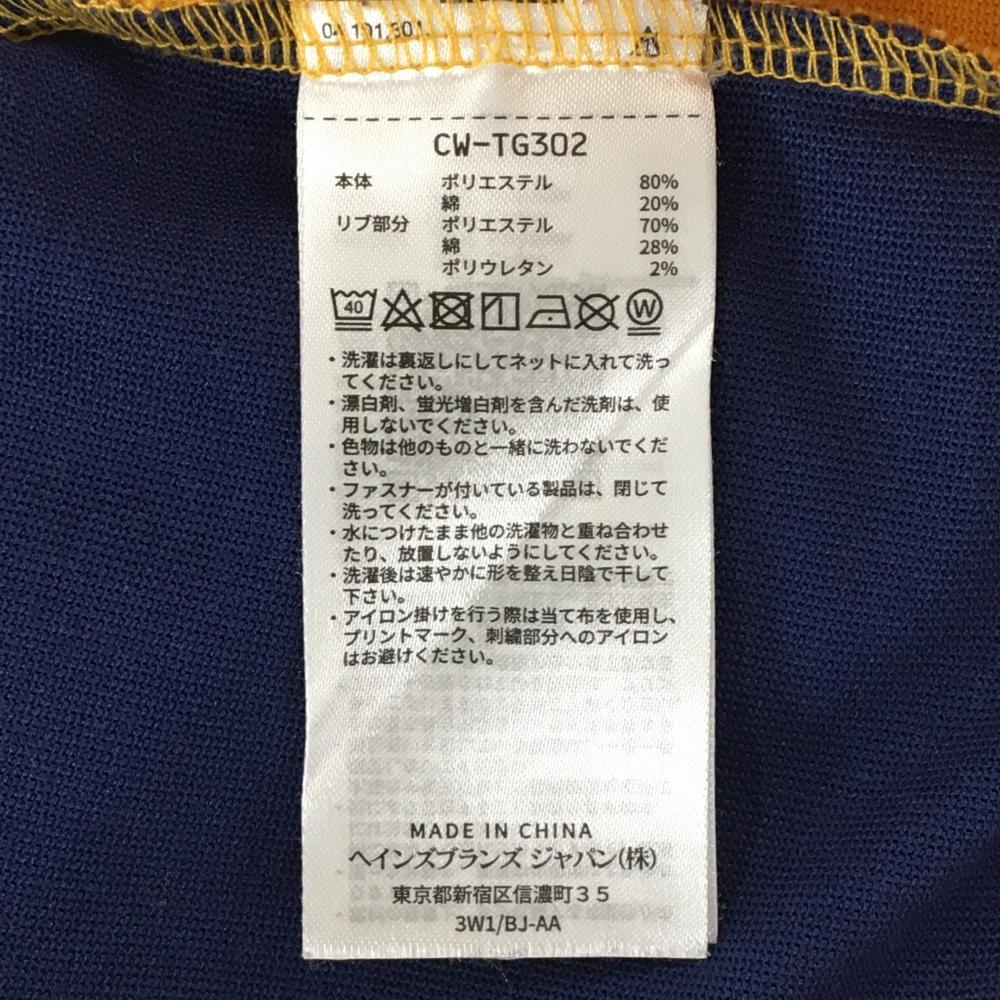 CW-TG302
本体 ポリエステル 80%
綿 20%
リブ部分 ポリエステル 70%
綿 28%
ポリウレタン 2%
40 W
・洗濯は裏返しにしてネットに入れて洗っ
てください。
・漂白剤、蛍光増白剤を含んだ洗剤は、使
用しないでください。
・色物は他のものと一緒に洗わないでくだ
さい。
・ファスナーが付いている製品は、閉じて
洗ってください。
・水につけたまま他の洗濯物と重ね合わせ
たり、放置しないようにしてください。
・洗濯後は速やかに形を整え日陰で干して
下さい。
・アイロン掛けを行う際は当て布を使用し、
プリントマーク、刺繍部分へのアイロン
はお避けください。
MADE IN CHINA
ヘインズブランズ ジャパン(株)
東京都新宿区信濃町35
3W1/BJ-AA